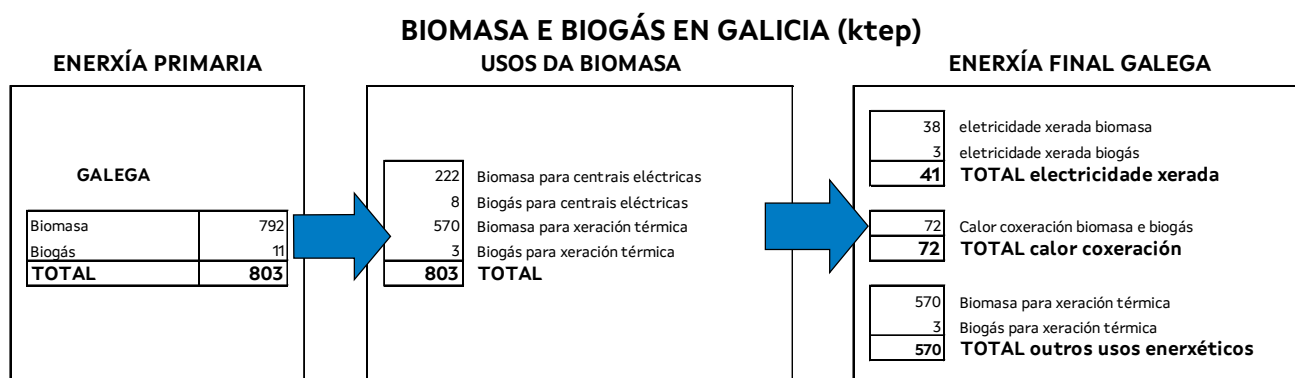 BIOMASA E BIOGÁS EN GALICIA (ktep)
ENERXÍA PRIMARIA
GALEGA
Biomasa 792
Biogás 11
TOTAL 803
USOS DA BIOMASA
222 Biomasa para centrais eléctricas
8 Biogás para centrais eléctricas
570 Biomasa para xeración térmica
3 Biogás para xeración térmica
803 TOTAL
ENERXÍA FINAL GALEGA
38 eletricidade xerada biomasa
3 eletricidade xerada biogás
41 TOTAL electricidade xerada
72 Calor coxeración biomasa e biogás
72 TOTAL calor coxeración
570 Biomasa para xeración térmica
3 Biogás para xeración térmica
570 TOTAL outros usos enerxéticos